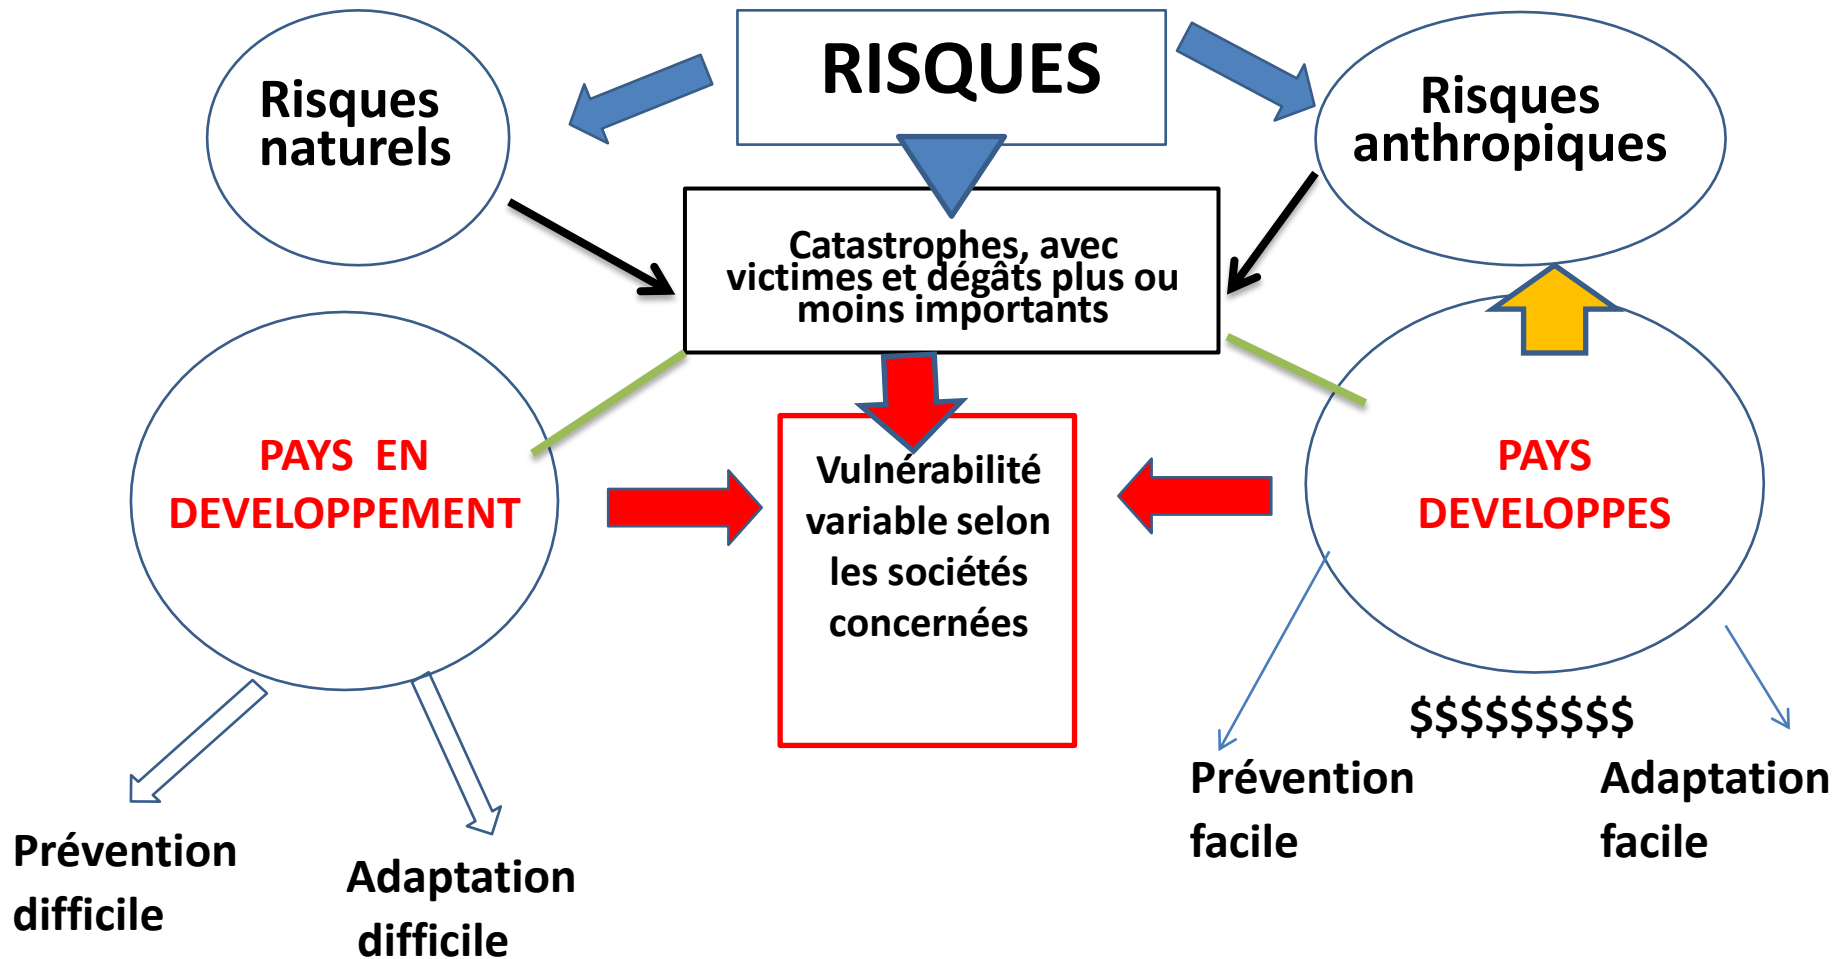 RISQUES
Risques
naturels
Risques
anthropiques
Catastrophes, avec
victimes et dégâts plus ou
moins importants
PAYS EN
DEVELOPPEMENT
Vulnérabilité
variable selon
les sociétés
concernées
PAYS
DEVELOPPES
$$$$$$$$$
Prévention
difficile
Adaptation
difficile
Prévention
facile
Adaptation
facile